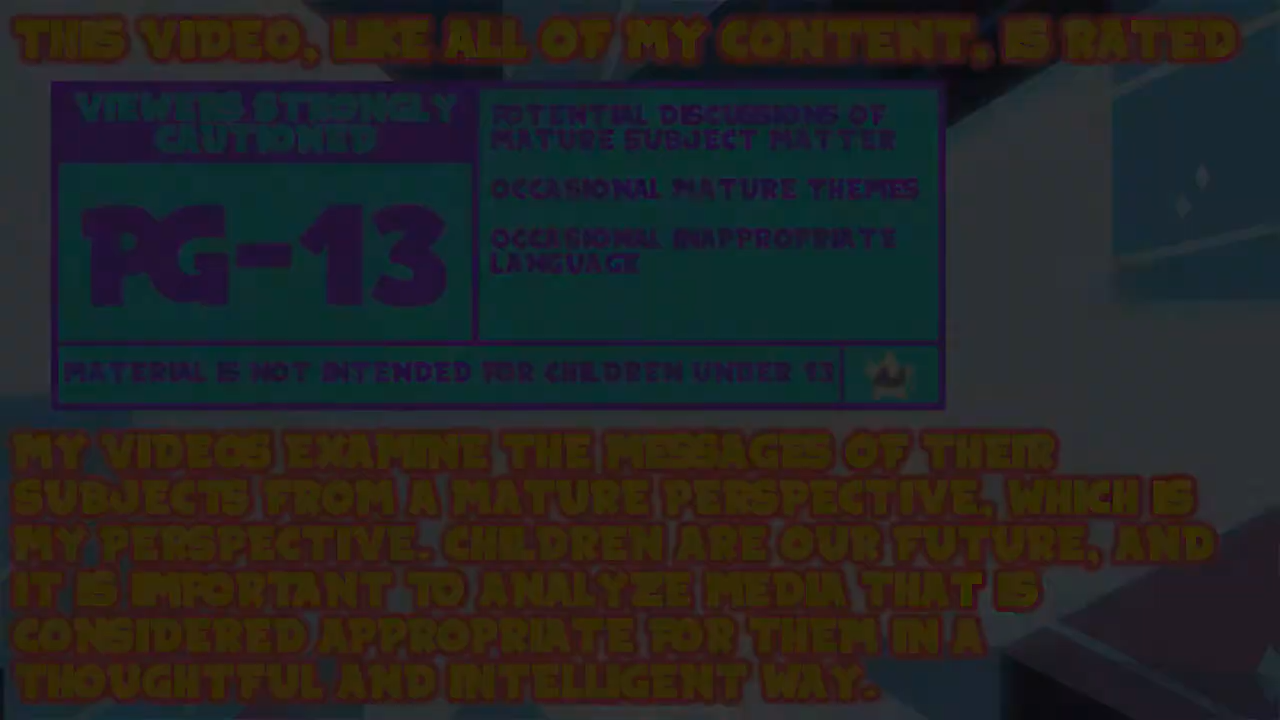 THIS VIDEO, LIKE ALL OF MY CONTENT, IS RATED
VIEWERS STRONGLY
CAUTIONED
POTENTIAL DISCUSSIONS OF
MATURE SUBJECT MATTER
OCCASIONAL MATURE THEMES
OCCASIONAL INAPPROPRIATE
LANGUAGE
PG-13
MATERIAL IS NOT INTENDED FOR CHILDREN UNDER 13
MY VIDEOS EXAMINE THE MESSAGES OF THEIR
SUBJECTS FROM A MATURE PERSPECTIVE, WHICH IS
MY PERSPECTIVE. CHILDREN ARE OUR FUTURE, AND
IT IS IMPORTANT TO ANALYZE MEDIA THAT IS
CONSIDERED APPROPRIATE FOR THEM IN A
THOUGHTFUL AND INTELLIGENT WAY.